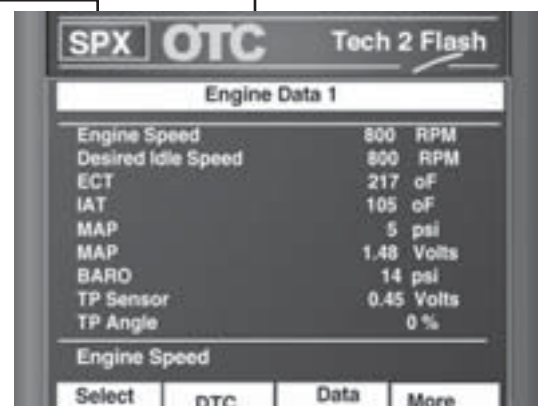 SPX OTC Tech 2 Flash
Engine Data 1
Engine Speed 800 RPM
Desired Idle Speed 800 RPM
ECT 217 oF
IAT 105 oF
MAP 5 psi
MAP 1.48 Volts
BARO 14 psi
TP Sensor 0.45 Volts
TP Angle 0 %
Engine Speed
Select DTC Data More